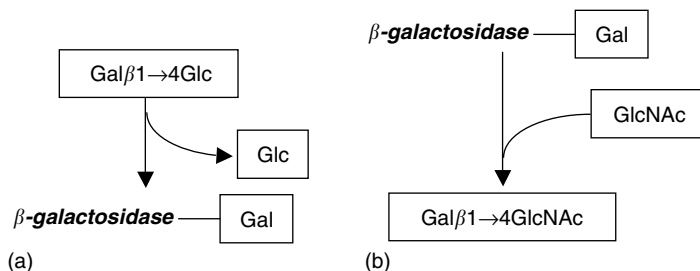 Galβ1→4Glc
Glc
β-galactosidase
Gal
(a)
β-galactosidase
Gal
GlcNAc
Galβ1→4GlcNAc
(b)